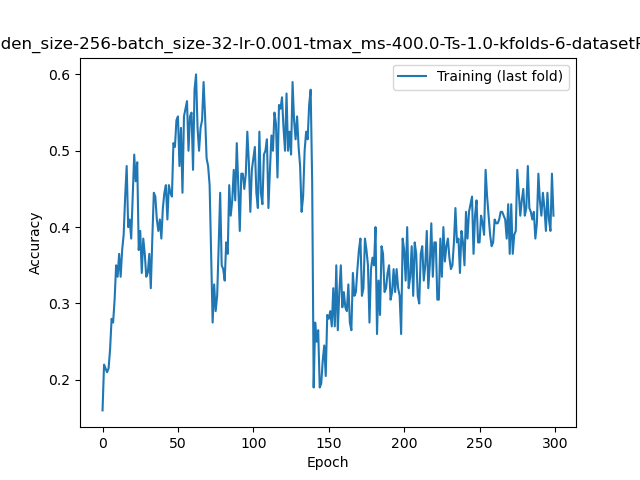 den_size-256-batch_size-32-lr-0.001-tmax_ms-400.0-Ts-1.0-kfolds-6-datasetF
Training (last fold)
0.6
0.5
0.4
0.3
0.2
Accuracy
0 50 100 150 200 250 300
Epoch